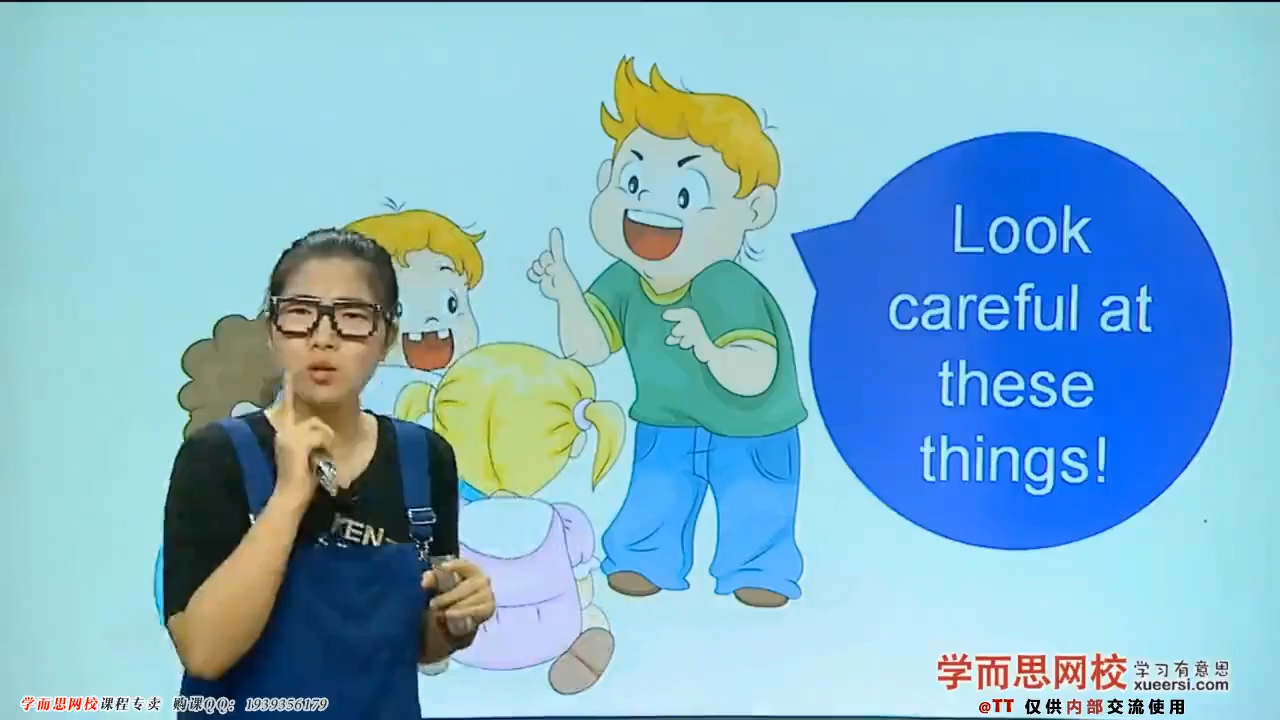 Look
careful at
these
things!
KEN
学而思网校 学习有意思
xueersi.com
学而思网校课程专卖 购课QQ: 1939356179
@TT 仅供内部交流使用